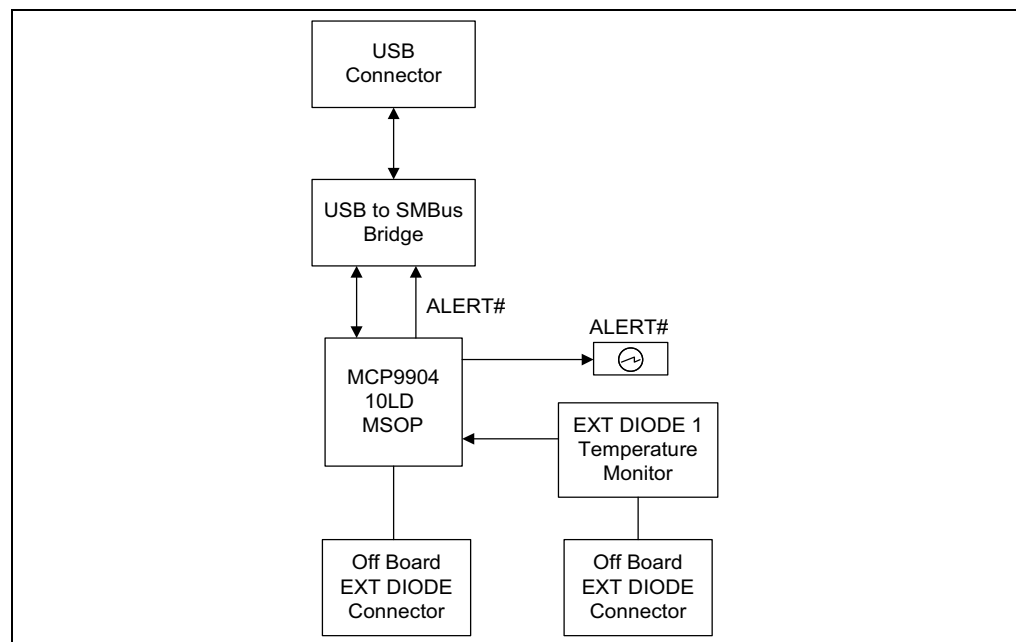 USB
Connector
USB to SMBus
Bridge
ALERT#
ALERT#
MCP9904
10LD
MSOP
EXT DIODE 1
Temperature
Monitor
Off Board
EXT DIODE
Connector
Off Board
EXT DIODE
Connector